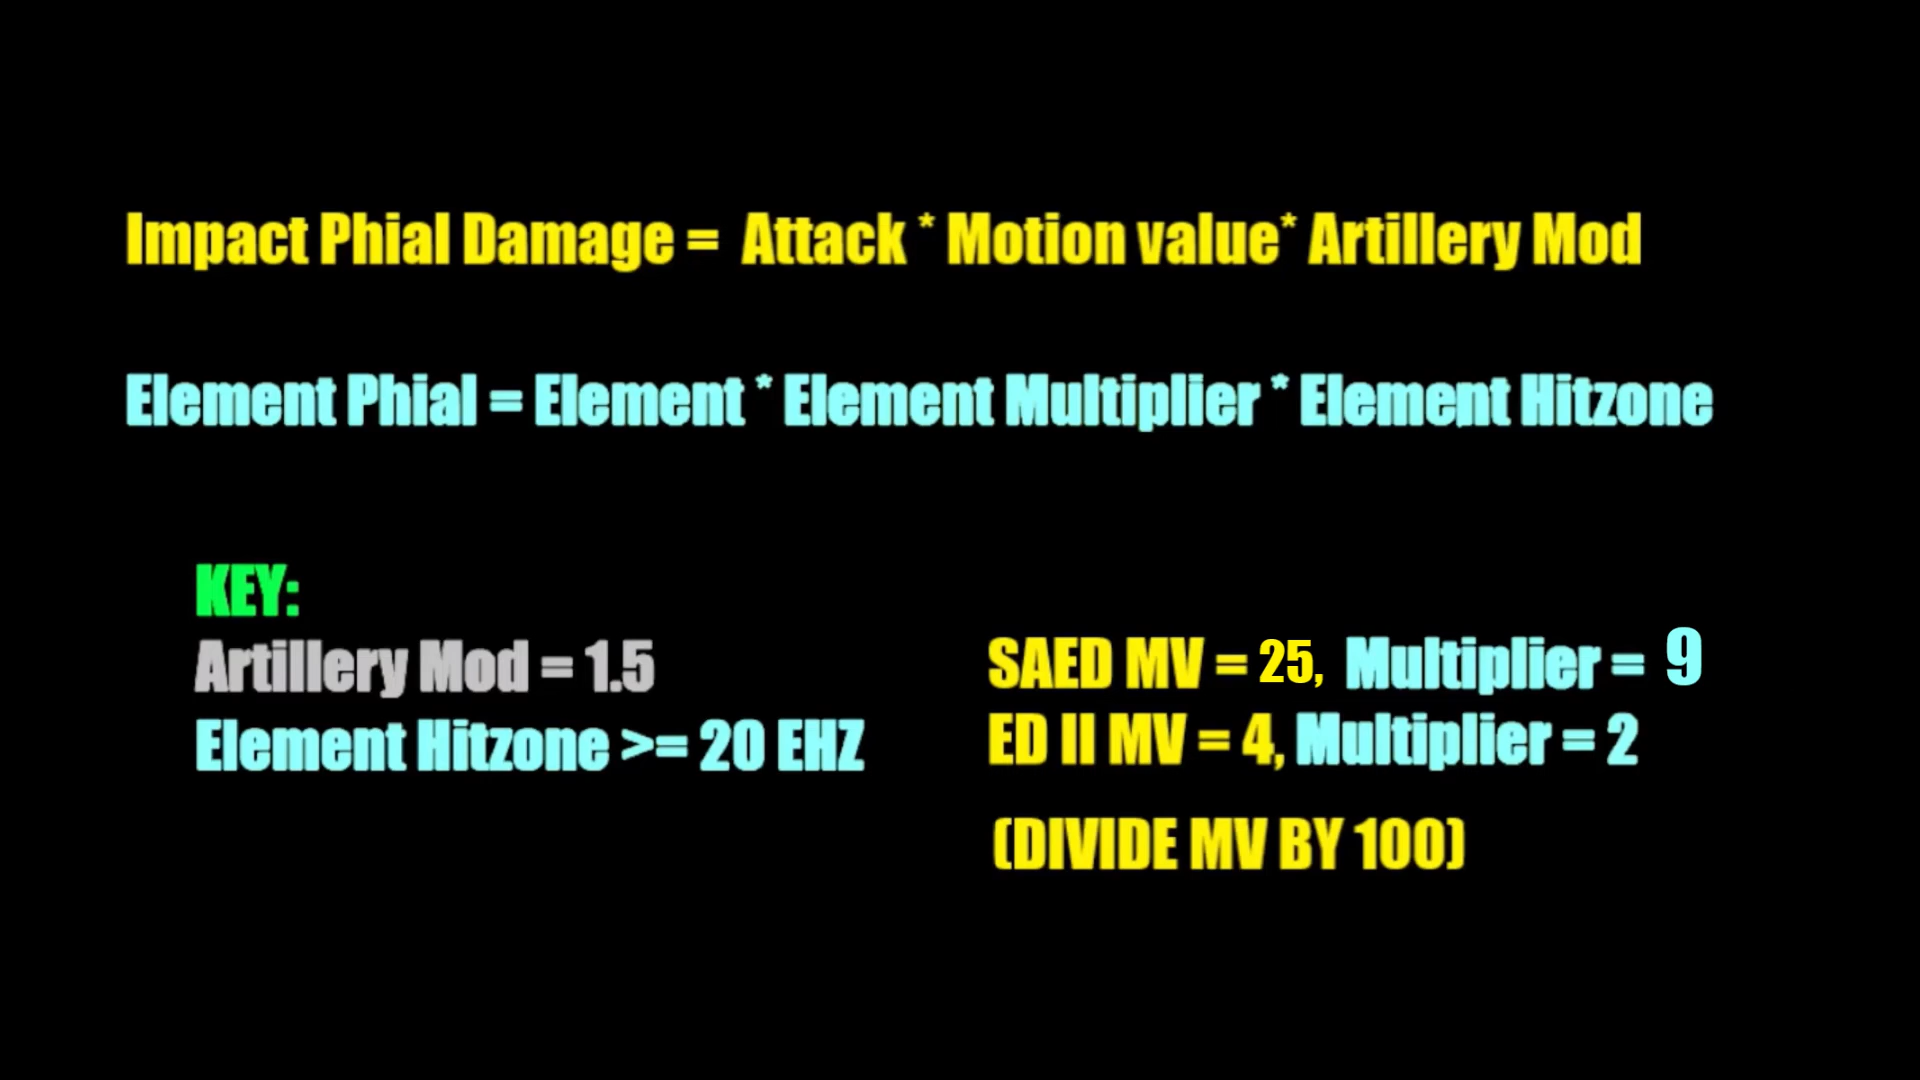 Impact Phial Damage = Attack * Motion value* Artillery Mod
Element Phial = Element * Element Multiplier * Element Hitzone
KEY:
Artillery Mod = 1.5
Element Hitzone >= 20 EHZ
SAED MV = 25, Multiplier = 9
ED II MV = 4, Multiplier = 2
(DIVIDE MV BY 100)